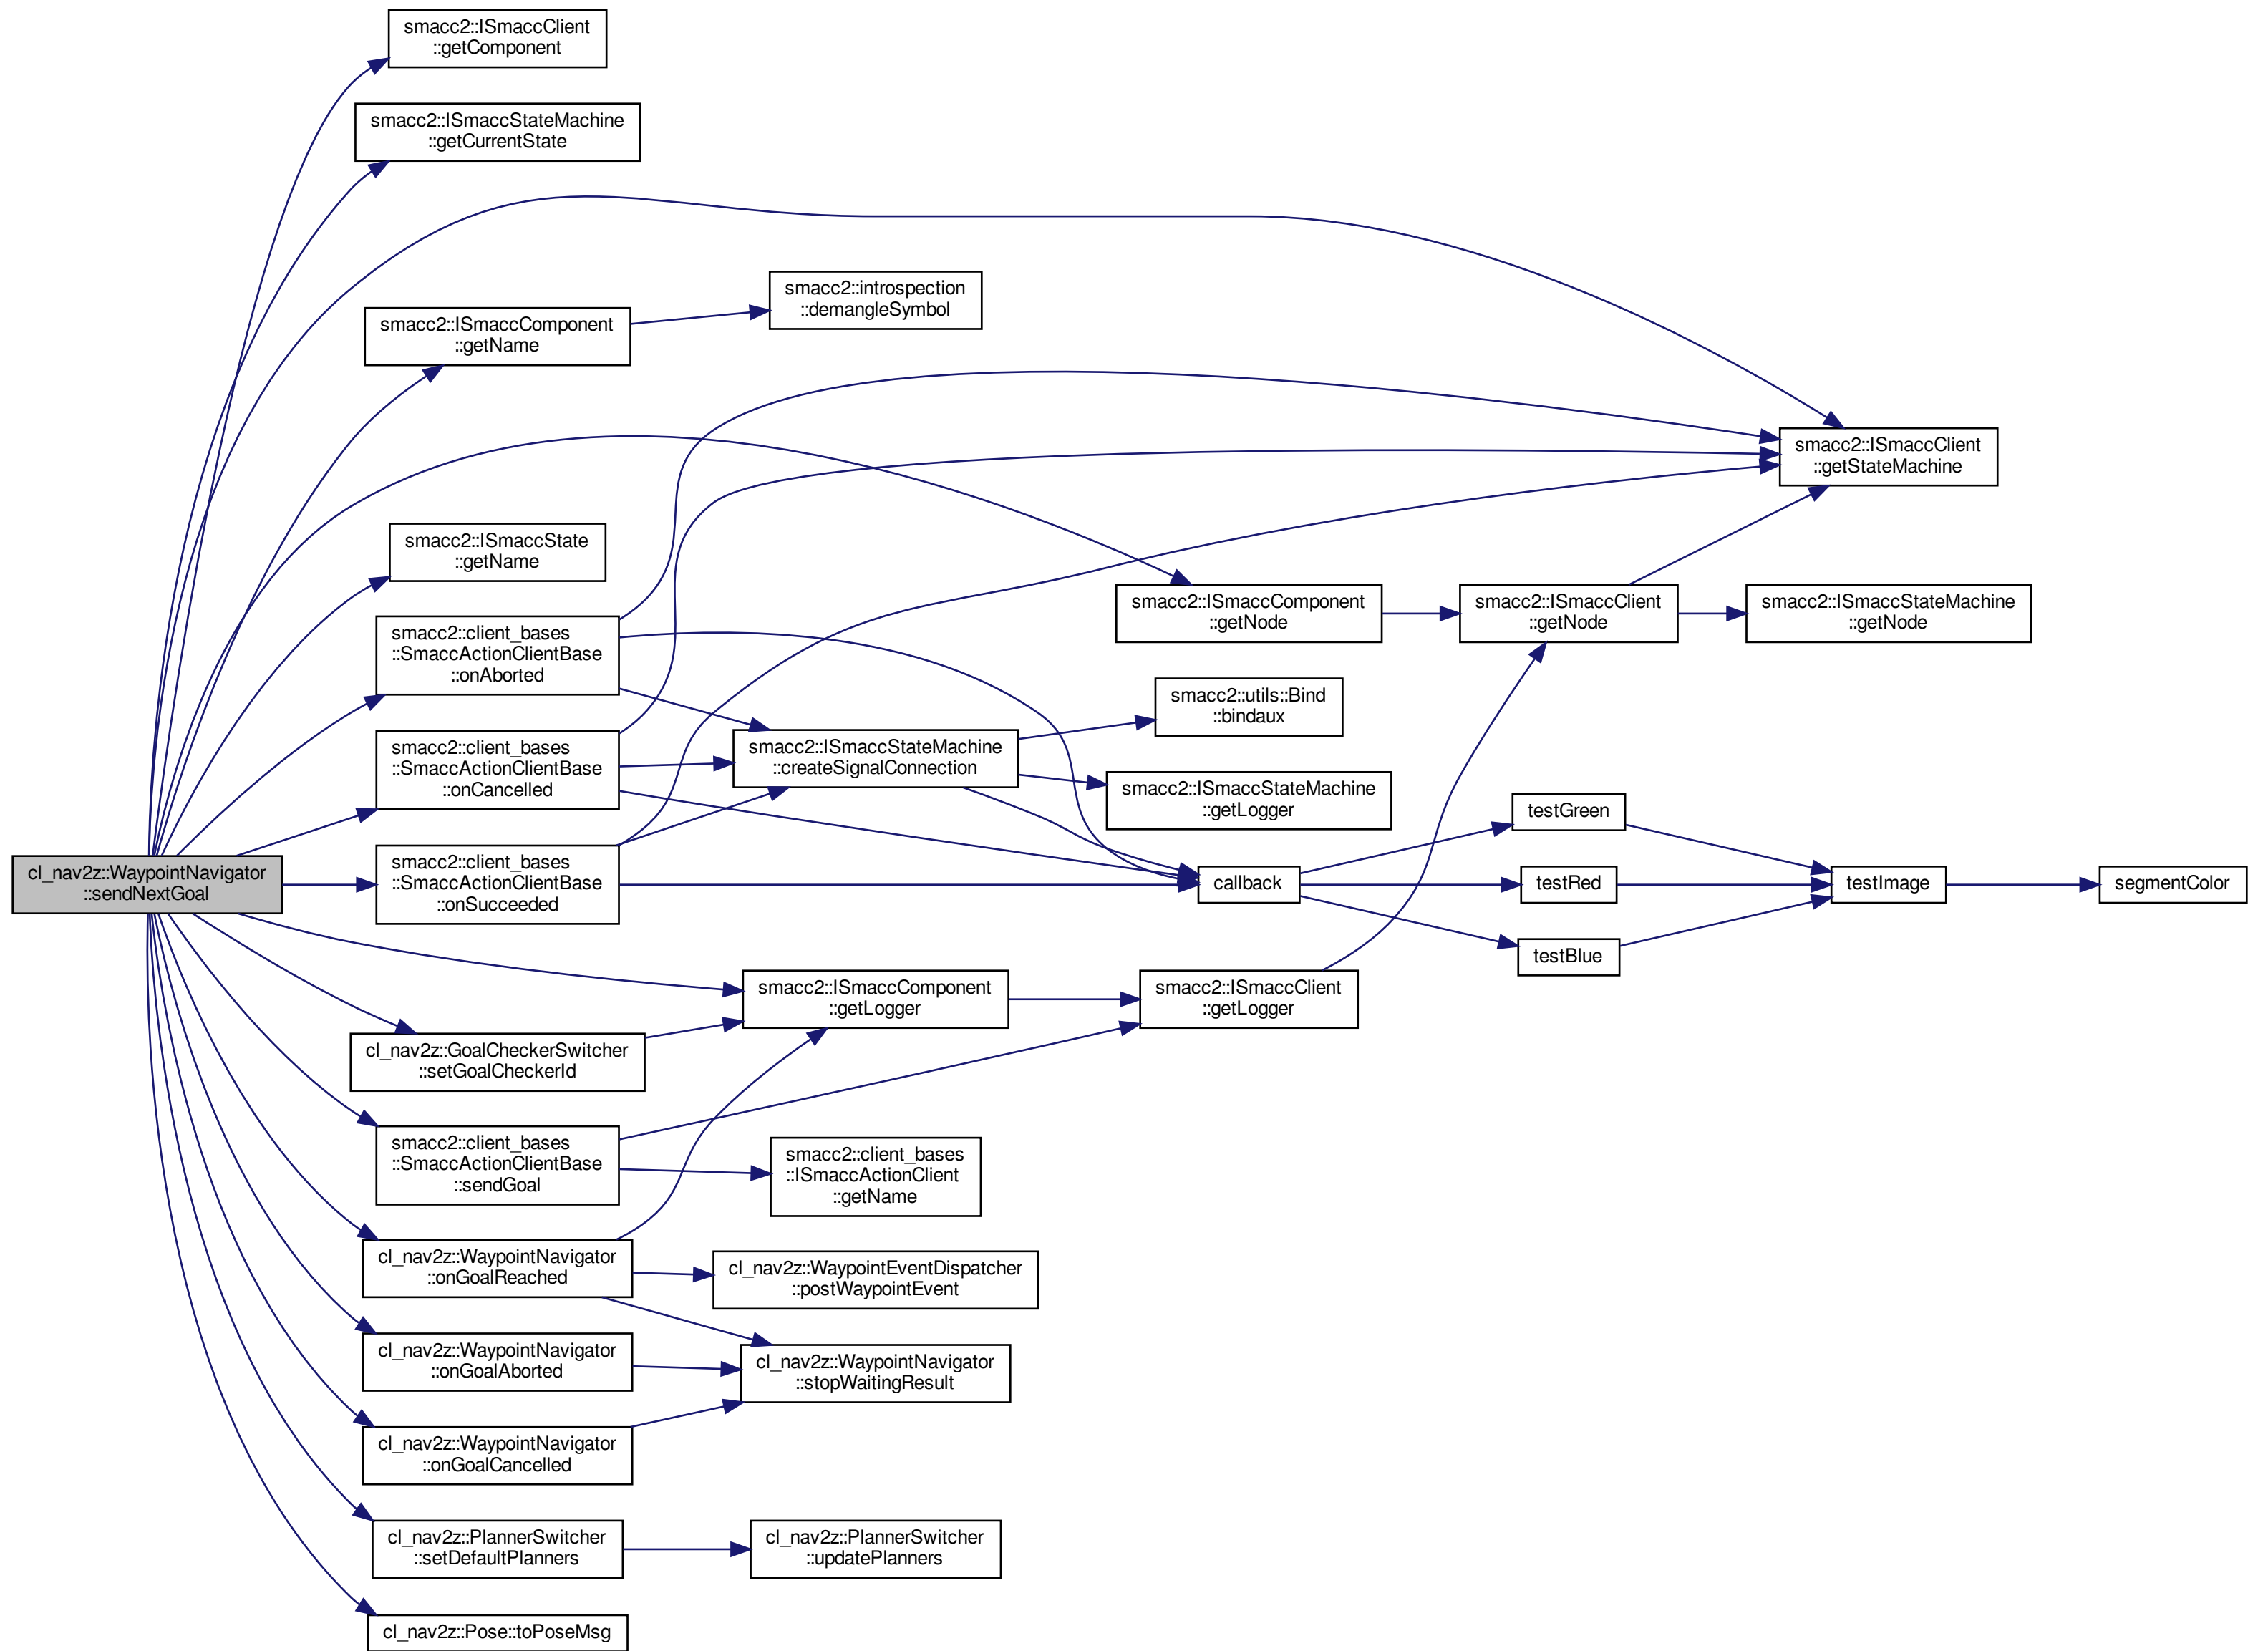 smacc2::ISmaccClient
::getComponent
smacc2::ISmaccStateMachine
::getCurrentState
smacc2::introspection
::demangleSymbol
smacc2::ISmaccComponent
::getName
smacc2::ISmaccClient
::getStateMachine
smacc2::ISmaccState
::getName
smacc2::ISmaccComponent
::getNode
smacc2::ISmaccClient
::getNode
smacc2::ISmaccStateMachine
::getNode
smacc2::client_bases
::SmaccActionClientBase
::onAborted
smacc2::utils::Bind
::bindaux
smacc2::client_bases
::SmaccActionClientBase
::onCancelled
smacc2::ISmaccStateMachine
::createSignalConnection
smacc2::ISmaccStateMachine
::getLogger
testGreen
cl_nav2z::WaypointNavigator
::sendNextGoal
smacc2::client_bases
::SmaccActionClientBase
::onSucceeded
callback
testRed
testImage
segmentColor
testBlue
smacc2::ISmaccComponent
::getLogger
smacc2::ISmaccClient
::getLogger
cl_nav2z::GoalCheckerSwitcher
::setGoalCheckerId
smacc2::client_bases
::SmaccActionClientBase
::sendGoal
smacc2::client_bases
::ISmaccActionClient
::getName
cl_nav2z::WaypointNavigator
::onGoalReached
cl_nav2z::WaypointEventDispatcher
::postWaypointEvent
cl_nav2z::WaypointNavigator
::onGoalAborted
cl_nav2z::WaypointNavigator
::stopWaitingResult
cl_nav2z::WaypointNavigator
::onGoalCancelled
cl_nav2z::PlannerSwitcher
::setDefaultPlanners
cl_nav2z::PlannerSwitcher
::updatePlanners
cl_nav2z::Pose::toPoseMsg